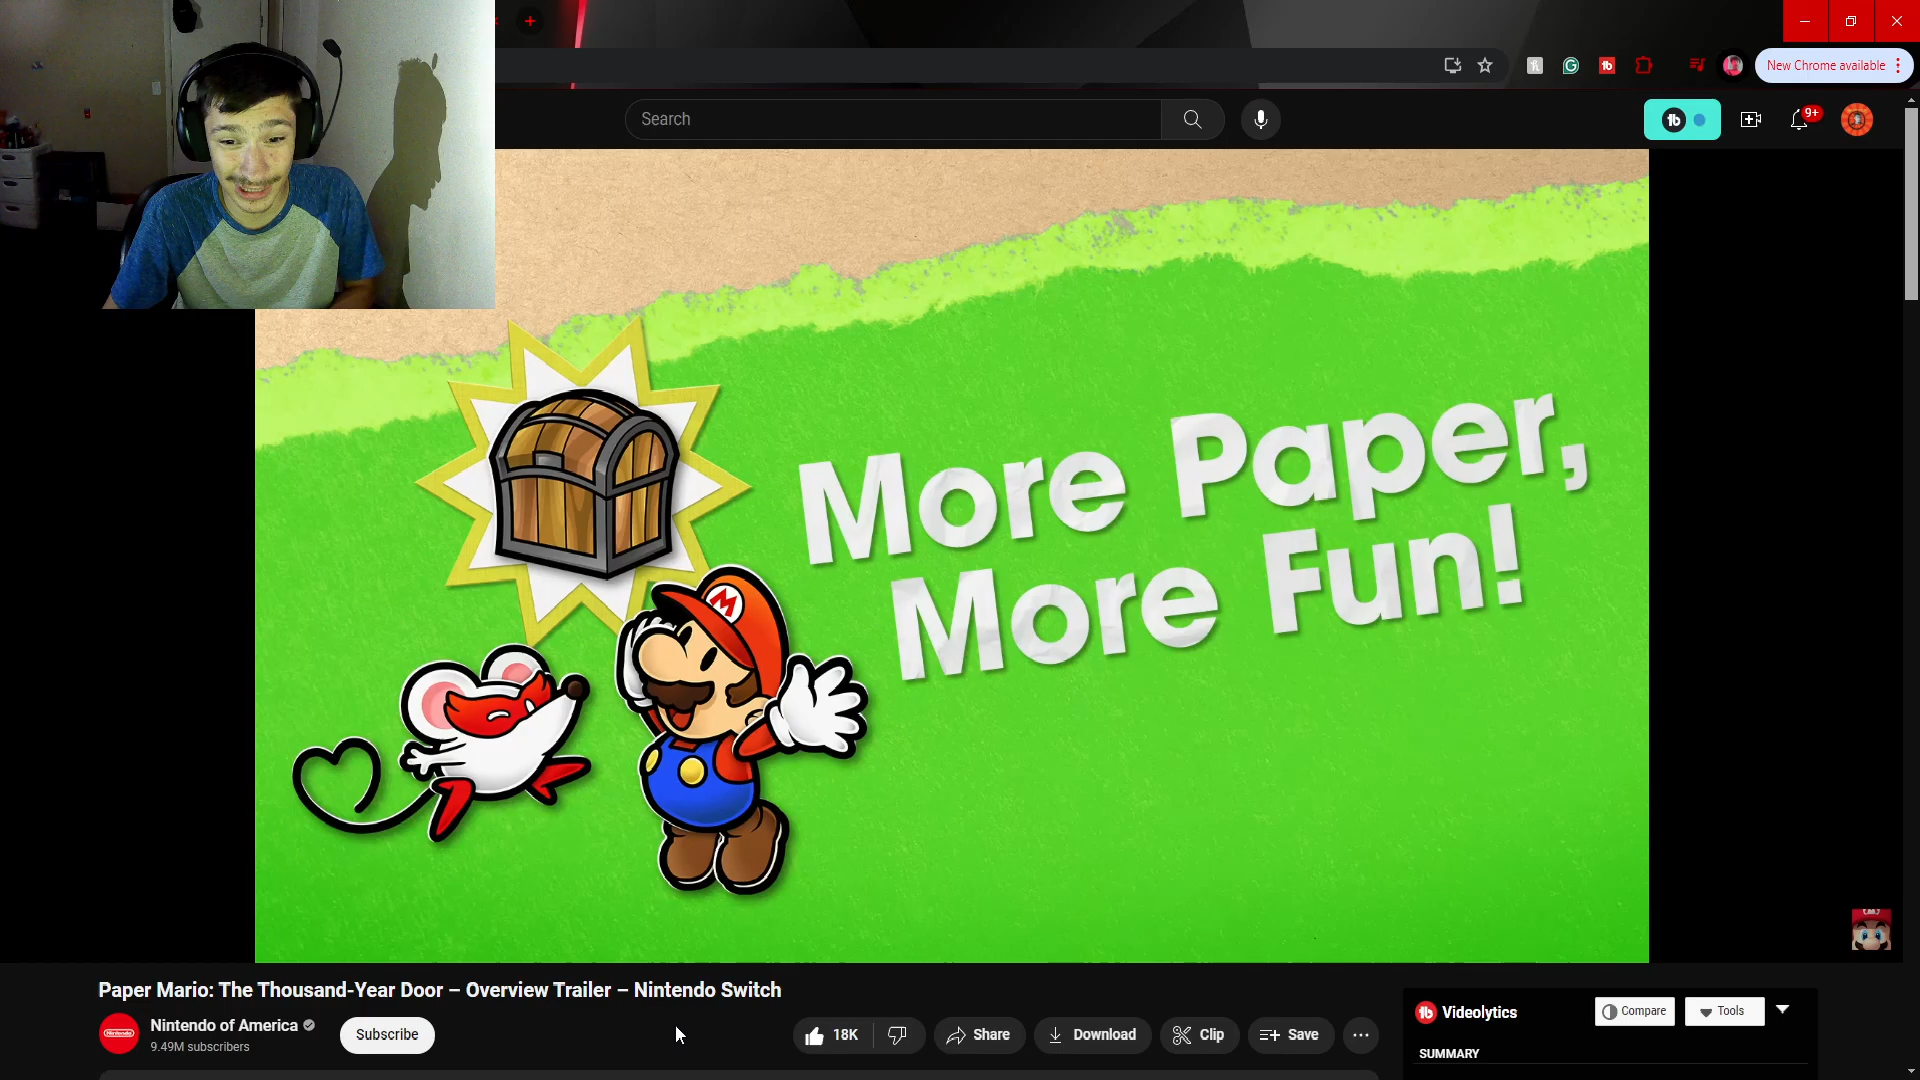 New Chrome available
Search
9+
M
More Paper,
More Fun!
Paper Mario: The Thousand-Year Door – Overview Trailer – Nintendo Switch
Nintendo of America
9.49M subscribers
Subscribe
18K
Share
Download
Clip
Save
Videolytics
Compare
Tools
SUMMARY